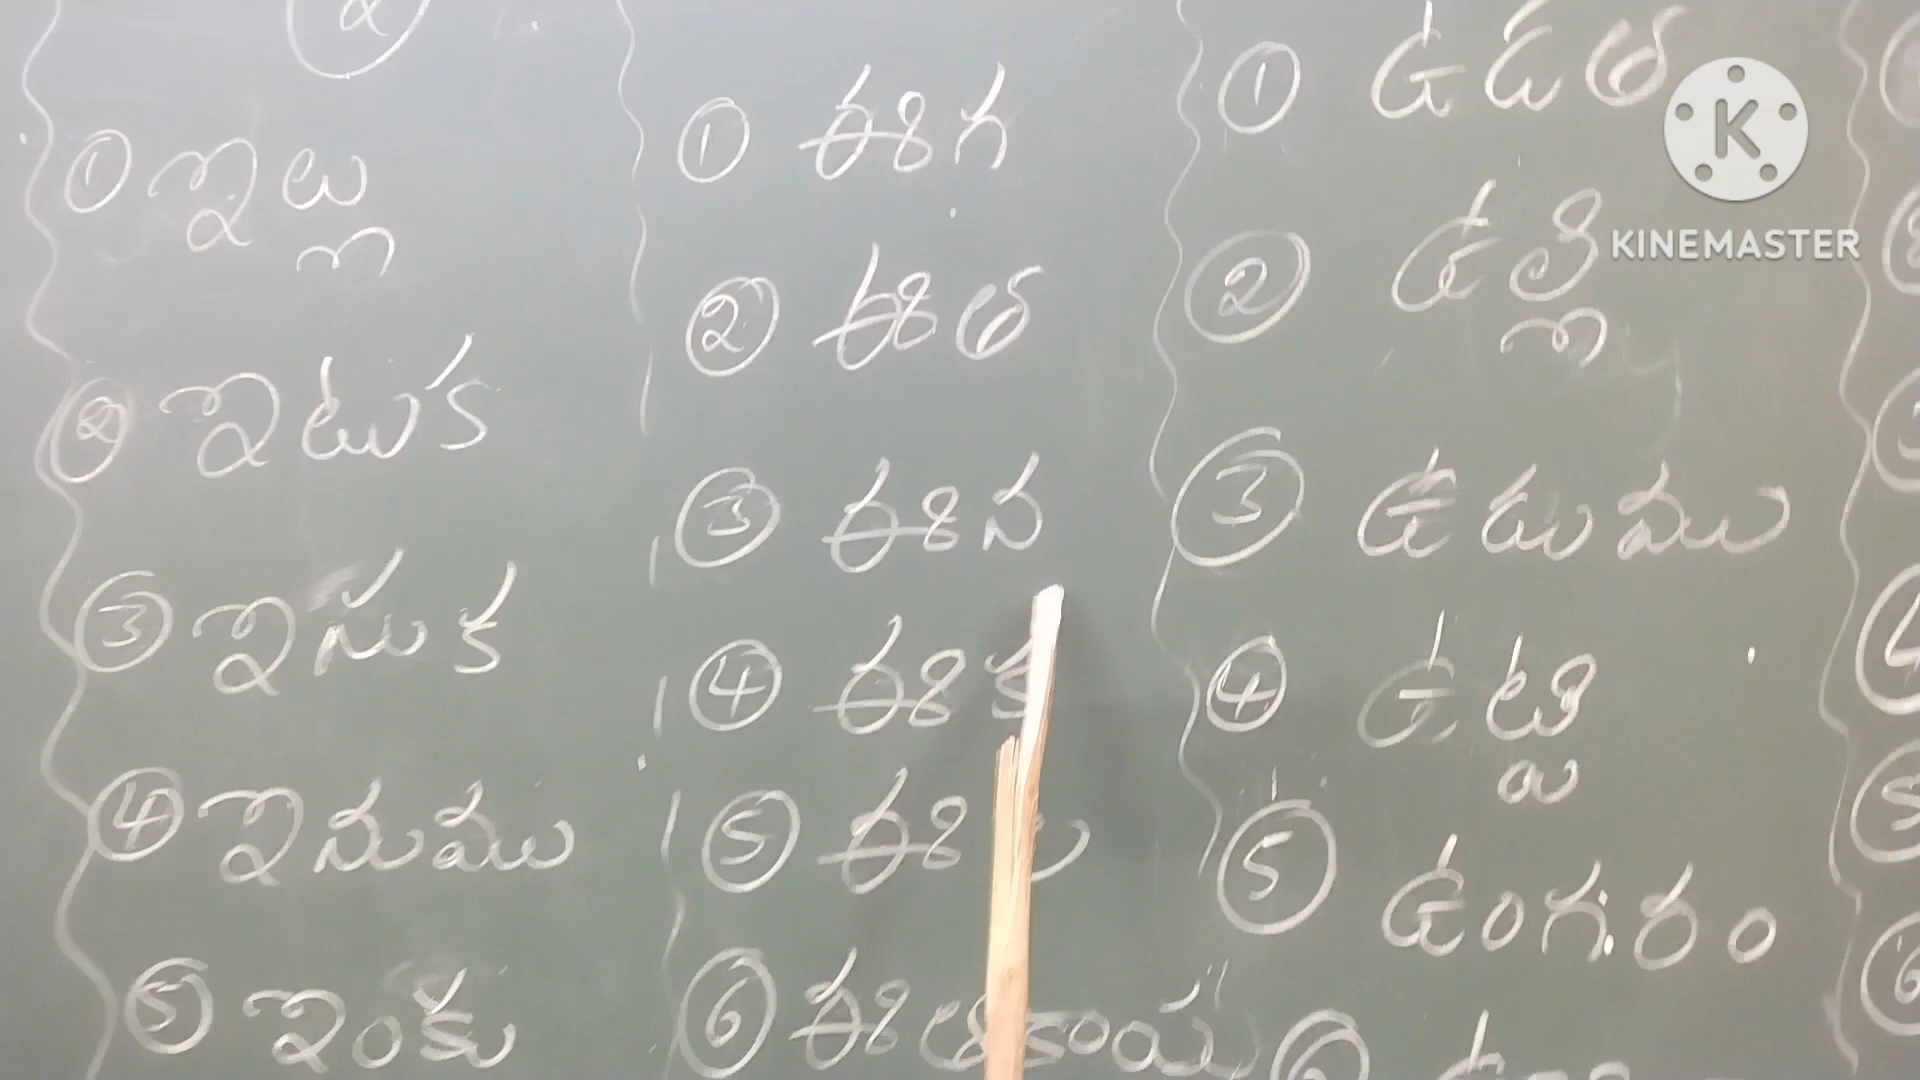 ① ఇల్లు
② ఇటుక
③ ఇసుక
④ ఇనుము
⑤ ఇంకు
① ఈగ
② ఈత
③ ఈన
④ ఈక
⑤
⑥ ఈతకాయ
① ఉడత
② ఉల్లి
③ ఉడుము
④ ఉట్టి
⑤ ఉంగరం
KINEMASTER